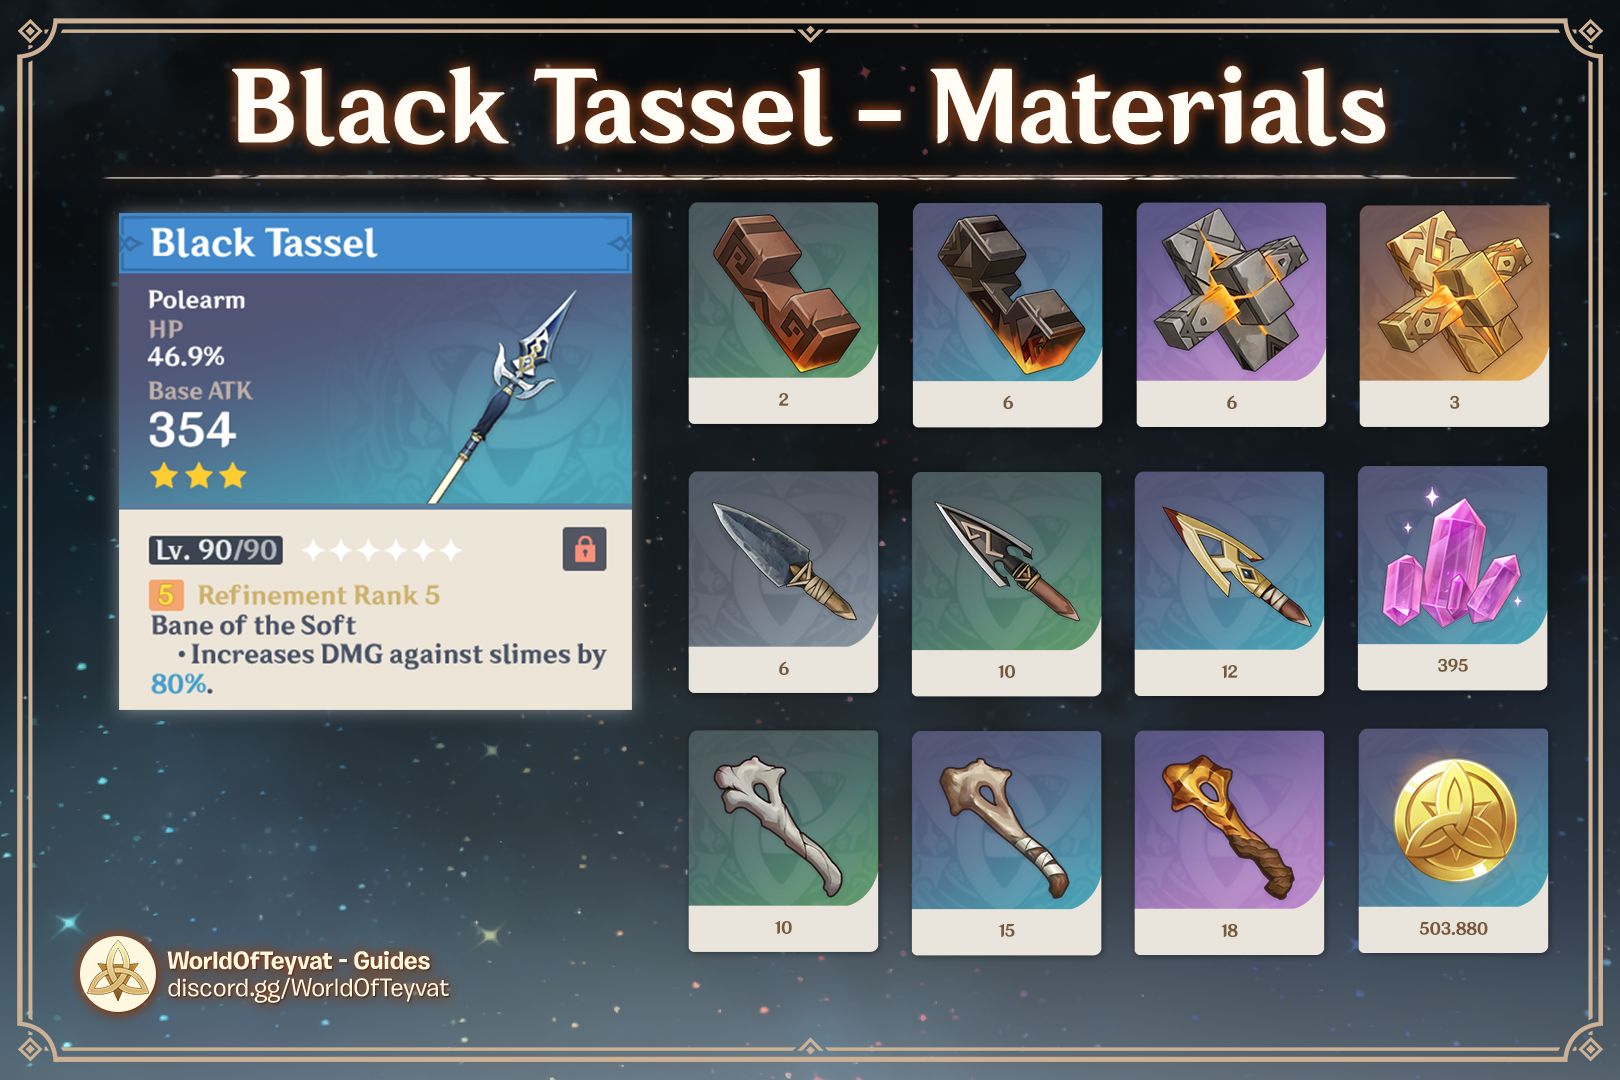 Black Tassel - Materials
Black Tassel
Polearm
HP
46.9%
Base ATK
354
Lv. 90/90
5 Refinement Rank 5
Bane of the Soft
• Increases DMG against slimes by
80%.
2
6
6
3
6
10
12
395
10
15
18
503.880
WorldOfTeyvat - Guides
discord.gg/WorldOfTeyvat